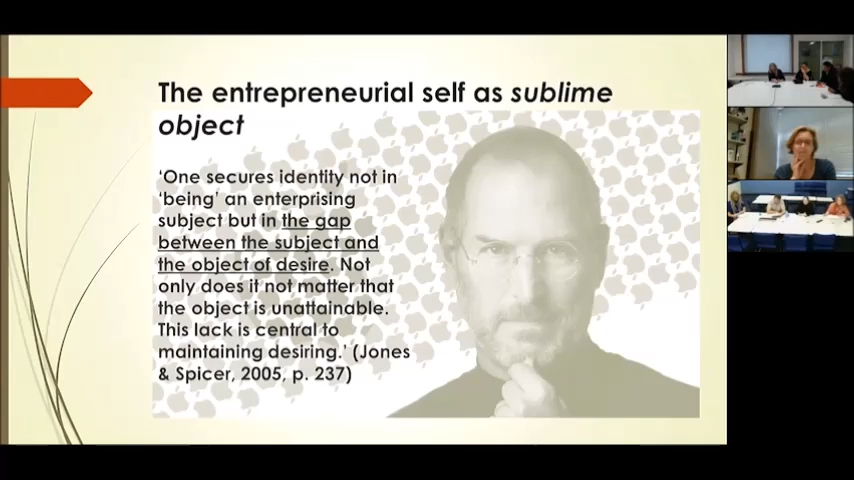 The entrepreneurial self as sublime
object
‘One secures identity not in
‘being’ an enterprising
subject but in the gap
between the subject and
the object of desire. Not
only does it not matter that
the object is unattainable.
This lack is central to
maintaining desiring.’ (Jones
& Spicer, 2005, p. 237)